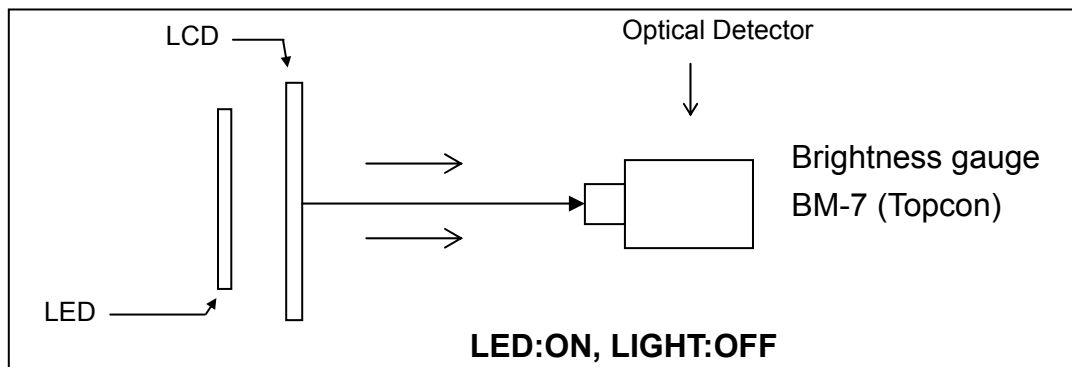 LCD
Optical Detector
Brightness gauge
BM-7 (Topcon)
LED
LED:ON, LIGHT:OFF